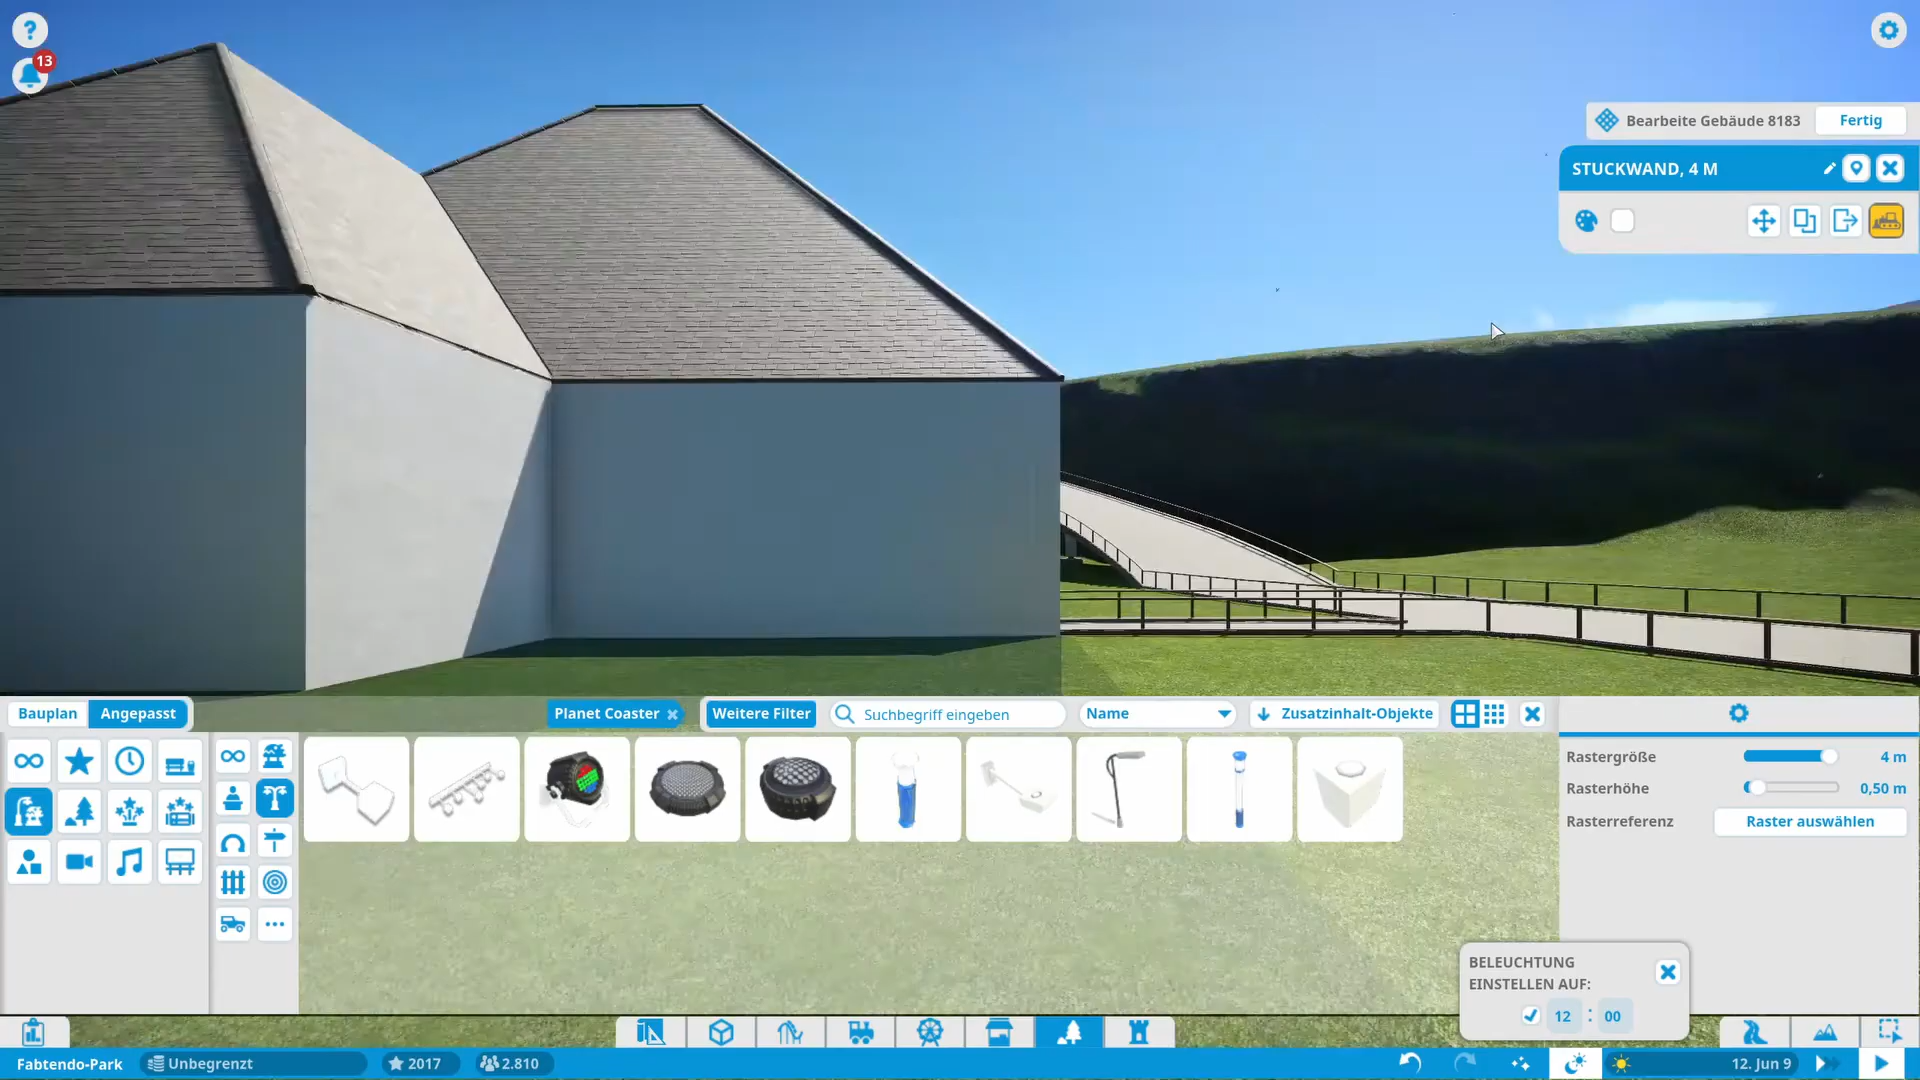 ?
13
Bearbeite Gebäude 8183
Fertig
STUCKWAND, 4 M
Bauplan
Angepasst
Planet Coaster
Weitere Filter
Suchbegriff eingeben
Name
Zusatzinhalt-Objekte
Rastergröße
4 m
Rasterhöhe
0,50 m
Rasterreferenz
Raster auswählen
BELEUCHTUNG
EINSTELLEN AUF:
12 : 00
Fabtendo-Park
Unbegrenzt
2017
2.810
12. Jun 9